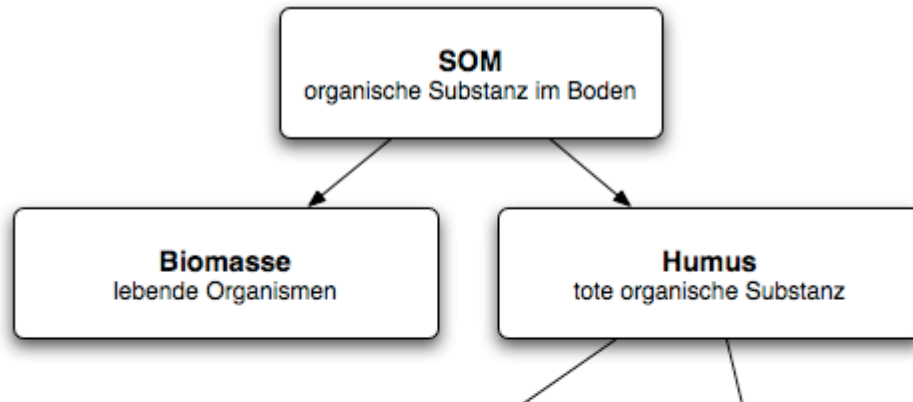 SOM
organische Substanz im Boden
Biomasse
lebende Organismen
Humus
tote organische Substanz